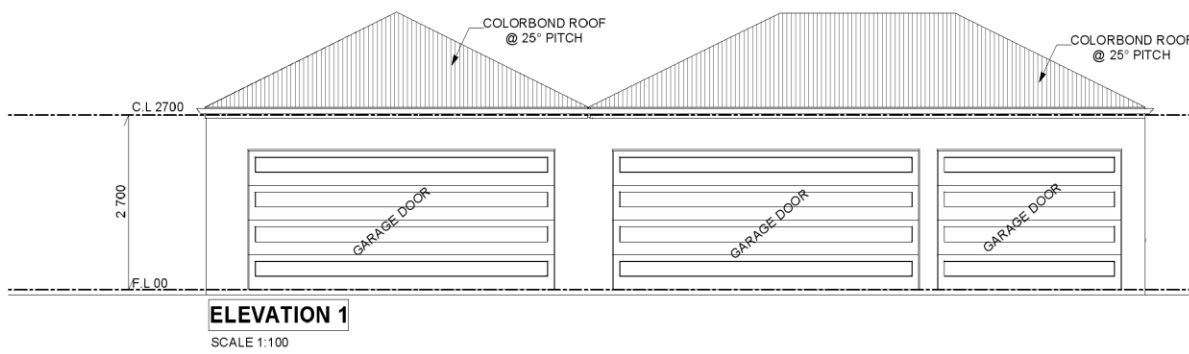 COLORBOND ROOF
@ 25° PITCH
COLORBOND ROOF
@ 25° PITCH
C.L 2700
2 700
GARAGE DOOR
GARAGE DOOR
GARAGE DOOR
F.L 00
ELEVATION 1
SCALE 1:100